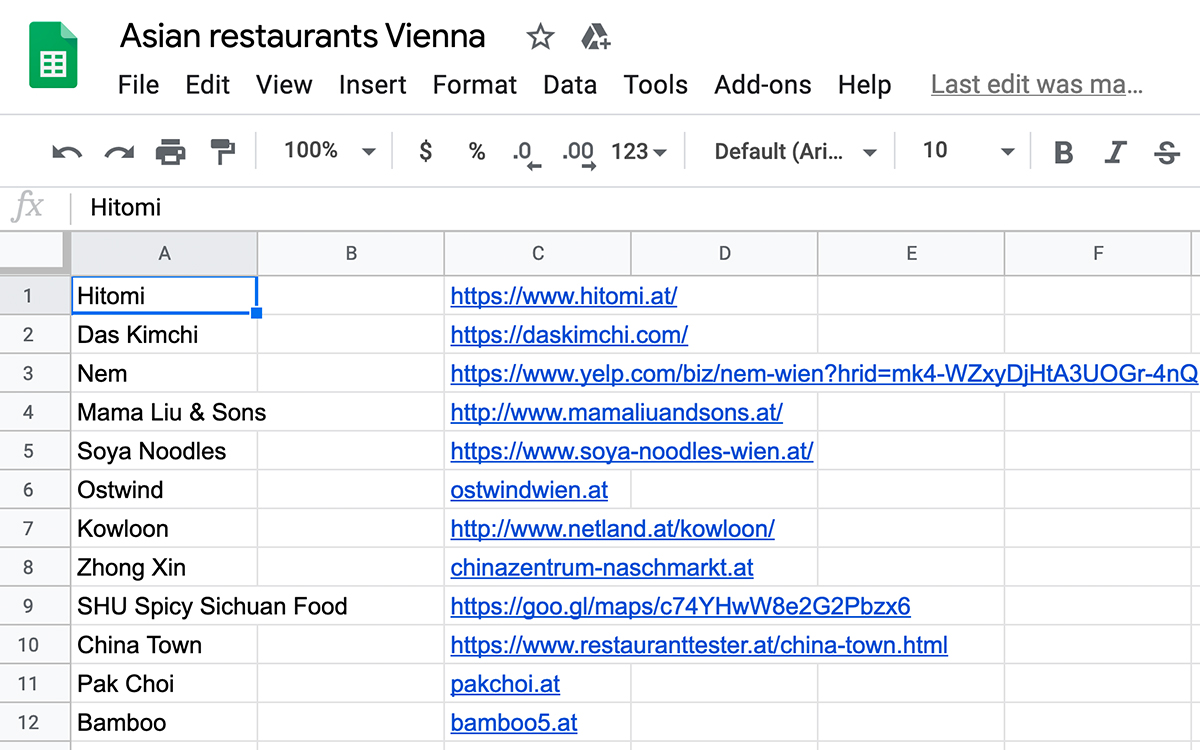 Asian restaurants Vienna
File Edit View Insert Format Data Tools Add-ons Help Last edit was ma...
100% $ % .0 .00 123 Default (Ari... 10 B I S
fx Hitomi
A B C D E F
1 Hitomi https://www.hitomi.at/
2 Das Kimchi https://daskimchi.com/
3 Nem https://www.yelp.com/biz/nem-wien?hrid=mk4-WZxyDjHtA3UOGr-4nQ
4 Mama Liu & Sons http://www.mamaliuandsons.at/
5 Soya Noodles https://www.soya-noodles-wien.at/
6 Ostwind ostwindwien.at
7 Kowloon http://www.netland.at/kowloon/
8 Zhong Xin chinazentrum-naschmarkt.at
9 SHU Spicy Sichuan Food https://goo.gl/maps/c74YHwW8e2G2Pbzx6
10 China Town https://www.restauranttester.at/china-town.html
11 Pak Choi pakchoi.at
12 Bamboo bamboo5.at